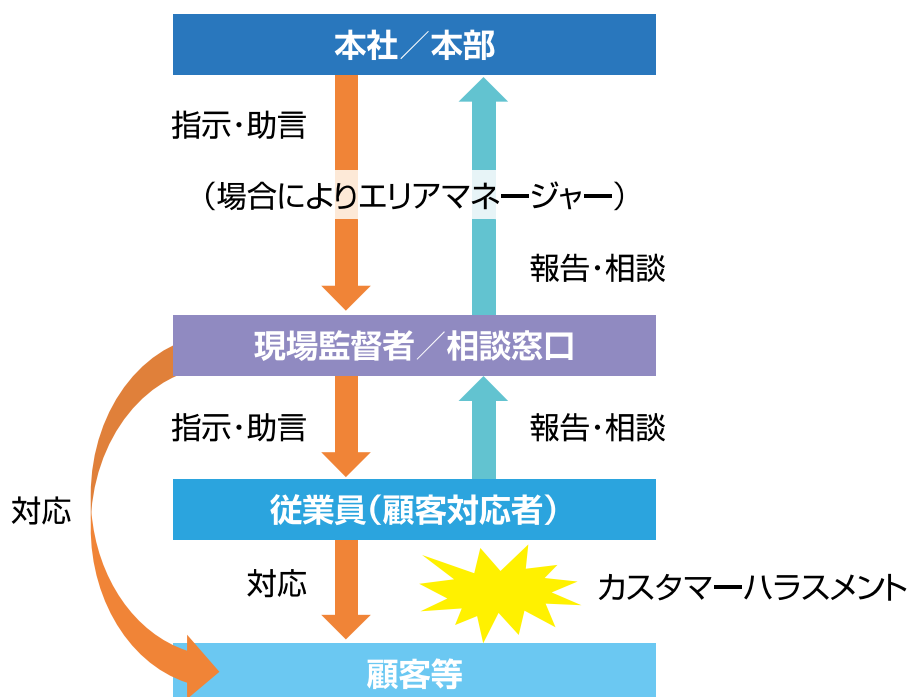 本社／本部
指示・助言
（場合によりエリアマネージャー）
報告・相談
現場監督者／相談窓口
指示・助言
報告・相談
対応
従業員（顧客対応者）
対応
カスタマーハラスメント
顧客等